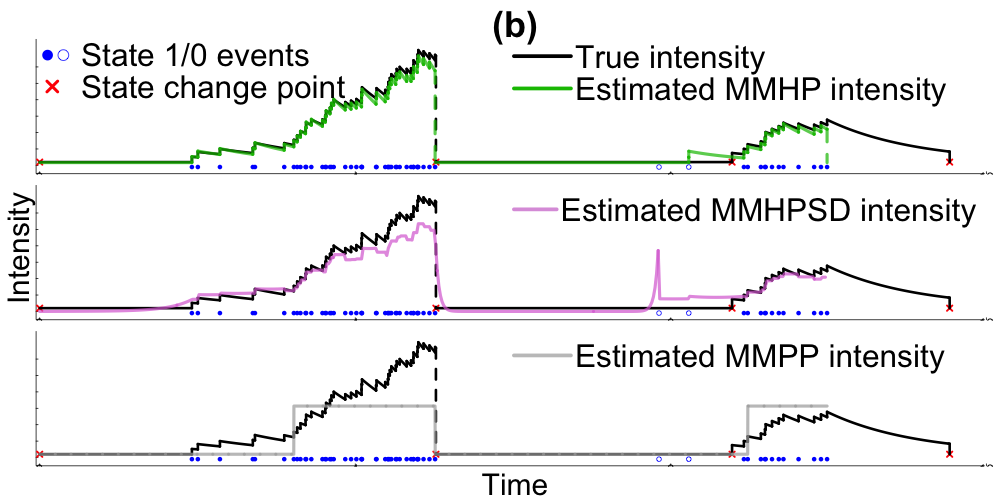 (b)
State 1/0 events
State change point
True intensity
Estimated MMHP intensity
Estimated MMHPSD intensity
Estimated MMPP intensity
Intensity
Time